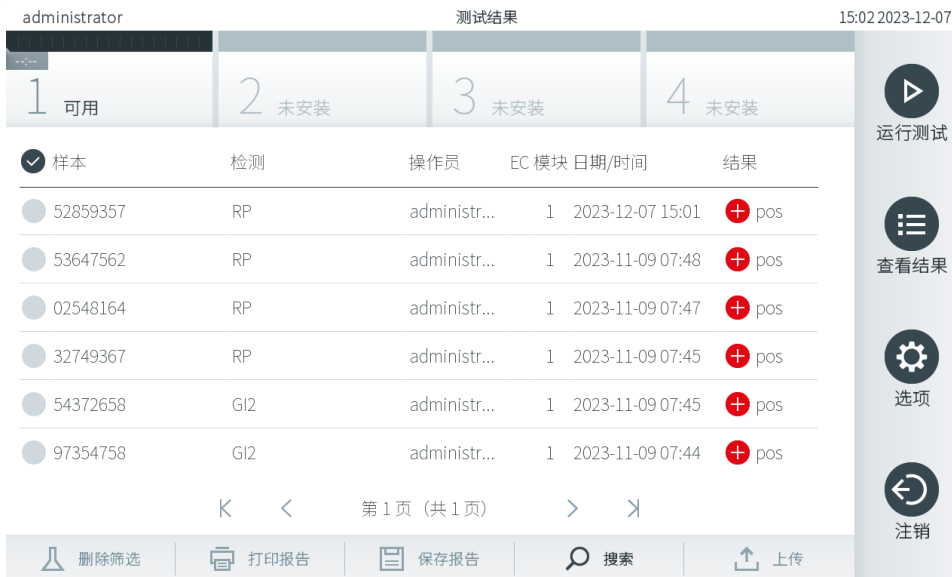 administrator 测试结果 15:02 2023-12-07
--:--
1 可用 2 未安装 3 未安装 4 未安装
运行测试
样本 检测 操作员 EC 模块 日期/时间 结果
52859357 RP administr... 1 2023-12-07 15:01 pos
53647562 RP administr... 1 2023-11-09 07:48 pos
查看结果
02548164 RP administr... 1 2023-11-09 07:47 pos
32749367 RP administr... 1 2023-11-09 07:45 pos
选项
54372658 GI2 administr... 1 2023-11-09 07:45 pos
97354758 GI2 administr... 1 2023-11-09 07:44 pos
第 1 页（共 1 页）
注销
删除筛选 打印报告 保存报告 搜索 上传